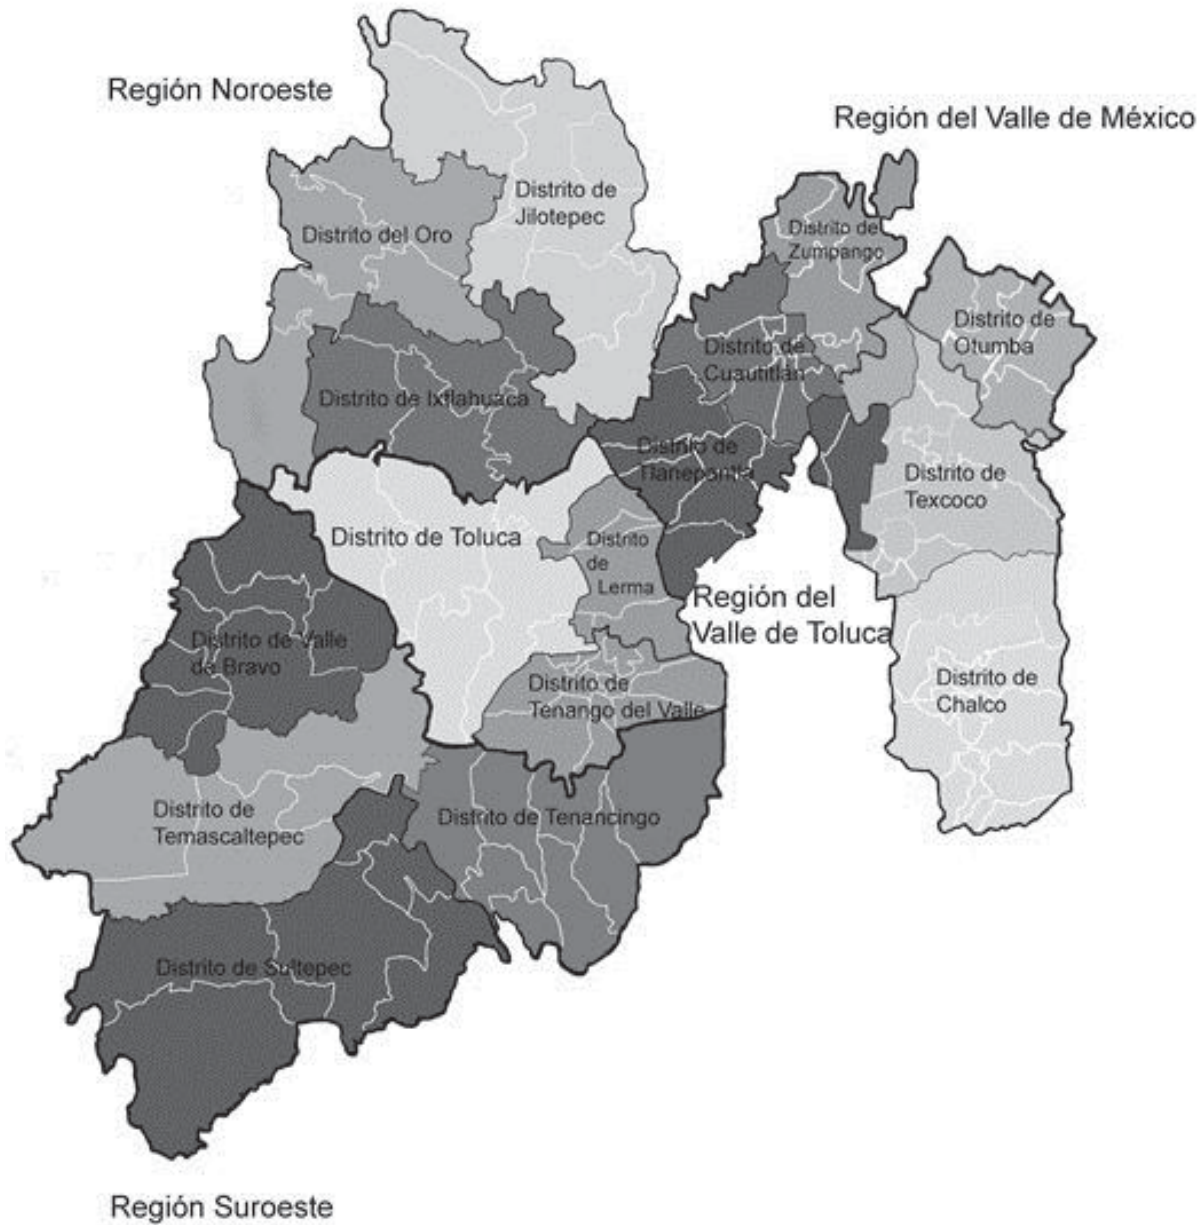 Región Noroeste
Región del Valle de México
Distrito de
Jilotepec
Distrito del Oro
Distrito de
Zumpango
Distrito de
Otumba
Distrito de
Cuautitlán
Distrito de Ixtlahuaca
Distrito de
Tlanepantla
Distrito de
Texcoco
Distrito de Toluca
Distrito
de
Lerma
Región del
Valle de Toluca
Distrito de Valle
de Bravo
Distrito de
Tenango del Valle
Distrito de
Chalco
Distrito de
Temascaltepec
Distrito de Tenancingo
Distrito de Sultepec
Región Suroeste